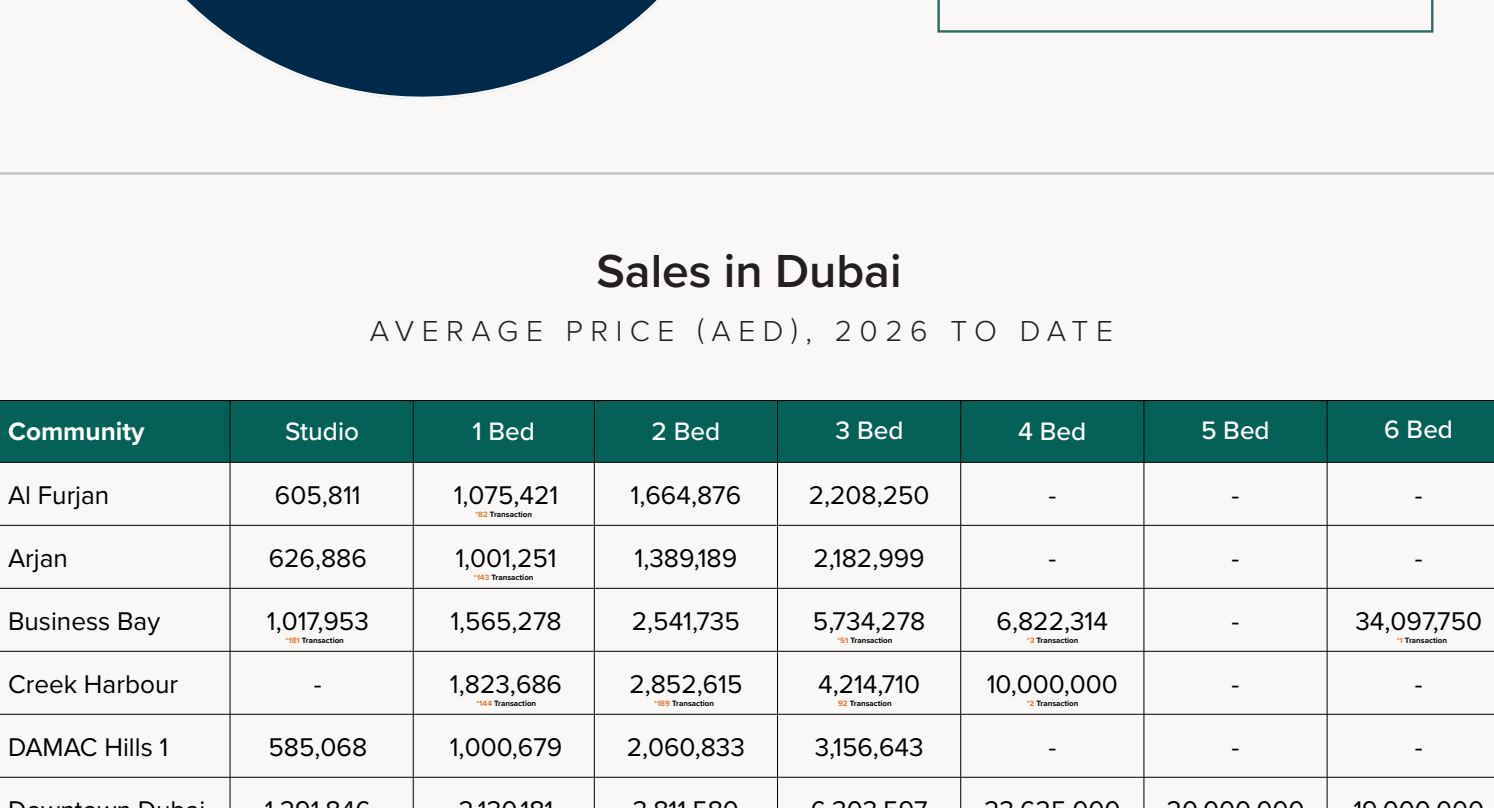 Sales in Dubai
AVERAGE PRICE (AED), 2026 TO DATE
Community Studio 1 Bed 2 Bed 3 Bed 4 Bed 5 Bed 6 Bed
Al Furjan 605,811 1,075,421 1,664,876 2,208,250 - - -
*82 Transaction
Arjan 626,886 1,001,251 1,389,189 2,182,999 - - -
*143 Transaction
Business Bay 1,017,953 1,565,278 2,541,735 5,734,278 6,822,314 - 34,097,750
*181 Transaction *51 Transaction *3 Transaction *1 Transaction
Creek Harbour - 1,823,686 2,852,615 4,214,710 10,000,000 - -
*144 Transaction *189 Transaction 92 Transaction *2 Transaction
DAMAC Hills 1 585,068 1,000,679 2,060,833 3,156,643 - - -
Downtown Dubai